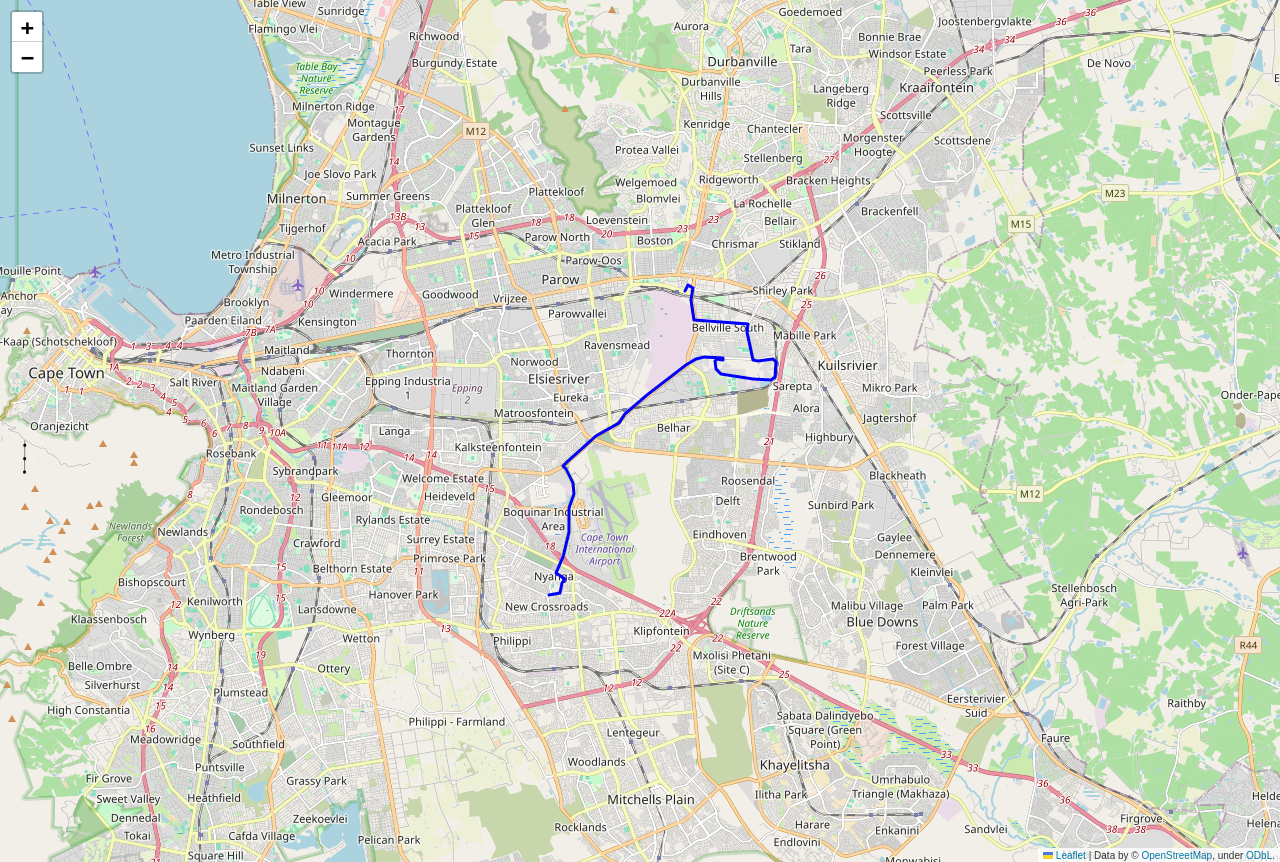 +
−
Table View
Sunridge
Flamingo Vlei
Richwood
Burgundy Estate
Table Bay
Nature
Reserve
Milnerton Ridge
Montague
Gardens
Sunset Links
Joe Slovo Park
Summer Greens
Milnerton
Tijgerhof
Acacia Park
Metro Industrial
Township
Windermere
Goodwood
Brooklyn
Paarden Eiland
Kensington
Maitland
Mouille Point
Cape Town
Oranjezicht
Salt River
Ndabeni
Maitland Garden
Village
Thornton
Epping Industrial
1
Epping
2
Langa
Aurora
Goedemoed
Tara
Bonnie Brae
Windsor Estate
Joostenbergvlakte
Durbanville
Durbanville
Hills
Langeberg
Ridge
Peerless Park
Kraaifontein
De Novo
Scottsville
Scottsdene
Kenridge
Chantecler
Morgenster
Hoogte
Protea Vallei
Stellenberg
Welgemoed
Ridgeworth
Bracken Heights
Blomvlei
La Rochelle
Brackenfell
Plattekloof
Plattekloof
Glen
Loevenstein
Bellair
Parow North
Boston
Chrismar
Stikland
Parow-Oos
Parow
Vrijzee
Parowvallei
Shirley Park
Bellville South
Mabille Park
Ravensmead
Norwood
Elsiesriver
Eureka
Matroosfontein
Kuilsrivier
Mikro Park
Sarepta
Alora
Jagtershof
Belhar
Highbury
Kalksteenfontein
Welcome Estate
Heideveld
Roosendal
Delft
Blackheath
Sunbird Park
Boquinar Industrial
Area
Cape Town
International
Airport
Eindhoven
Gaylee
Dennemere
Kleinvlei
Brentwood
Park
Rosebank
Sybrandpark
Gleemoor
Rondebosch
Rylands Estate
Newlands
Forest
Newlands
Crawford
Surrey Estate
Primrose Park
Bishopscourt
Belthorn Estate
Nyanga
Kenilworth
Hanover Park
Lansdowne
New Crossroads
Klaassenbosch
Wynberg
Wetton
Philippi
Klipfontein
Driftsands
Nature
Reserve
Malibu Village
Palm Park
Blue Downs
Stellenbosch
Agri-Park
Forest Village
Belle Ombre
Ottery
Mxolisi Phetani
(Site C)
Silverhurst
Plumstead
High Constantia
Philippi - Farmland
Eersterivier
Suid
Raithby
Meadowridge
Southfield
Lentegeur
Sabata Dalindyebo
Square (Green
Point)
Faure
Puntsville
Woodlands
Khayelitsha
Fir Grove
Grassy Park
Umrhabulo
Triangle (Makhaza)
Sweet Valley
Heathfield
Mitchells Plain
Ilitha Park
Dennedal
Zeekoevlei
Firgrove
Tokai
Cafda Village
Pelican Park
Rocklands
Harare
Enkanini
Sandvlei
Square Hill
Endlovini
M12
M23
M15
M12
R44
Leaflet | Data by © OpenStreetMap, under ODbL.